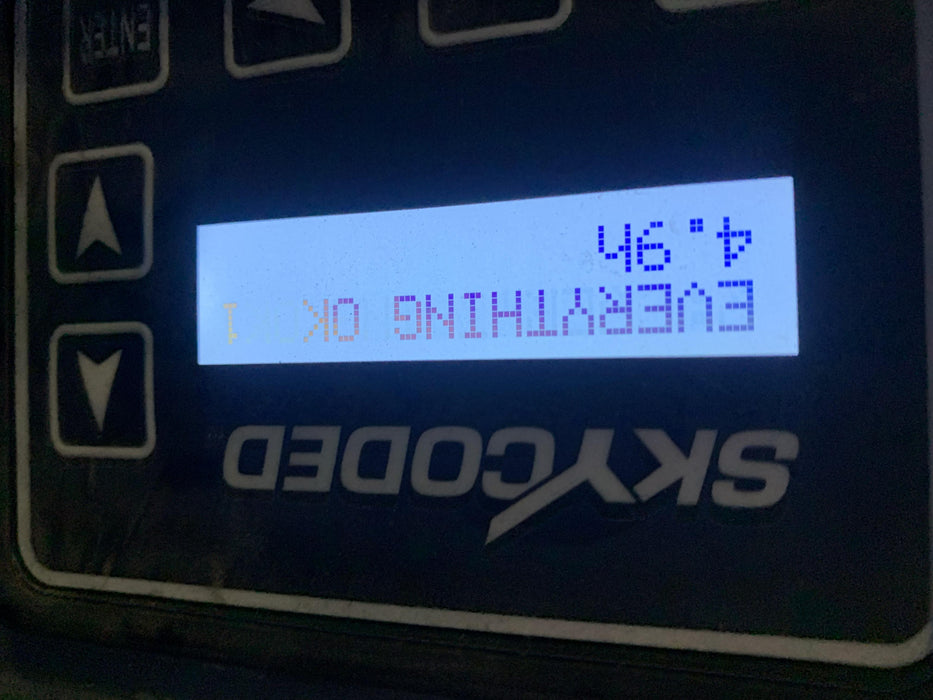 SKYCODED
EVERYTHING OK 1
4.9h
ENTER